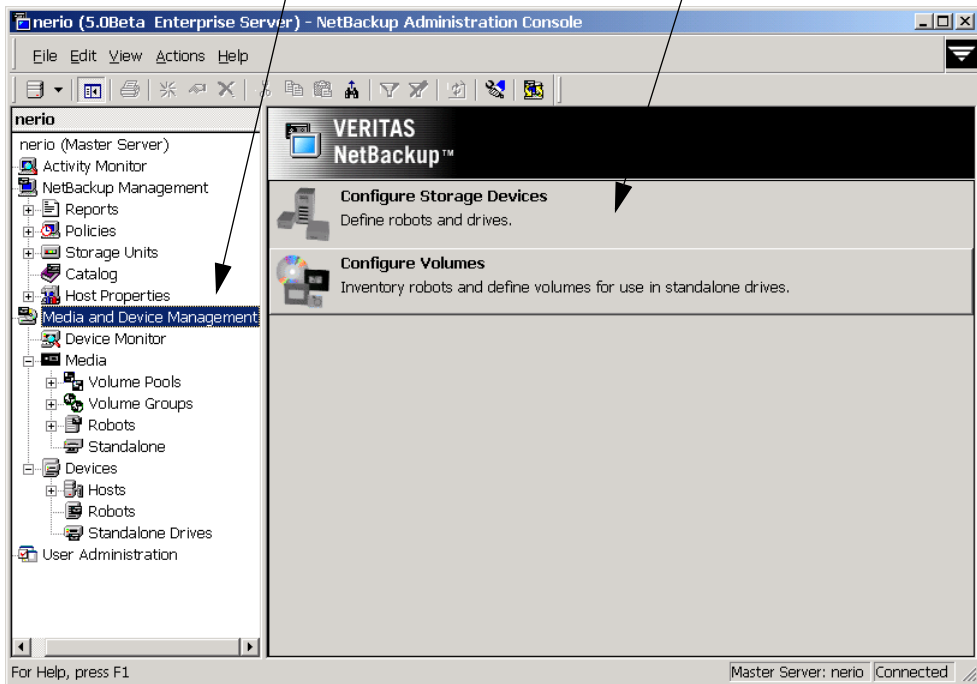 nerio (5.0Beta Enterprise Server) - NetBackup Administration Console
File Edit View Actions Help
nerio
nerio (Master Server)
Activity Monitor
NetBackup Management
Reports
Policies
Storage Units
Catalog
Host Properties
Media and Device Management
Device Monitor
Media
Volume Pools
Volume Groups
Robots
Standalone
Devices
Hosts
Robots
Standalone Drives
User Administration
VERITAS
NetBackup™
Configure Storage Devices
Define robots and drives.
Configure Volumes
Inventory robots and define volumes for use in standalone drives.
For Help, press F1
Master Server: nerio Connected